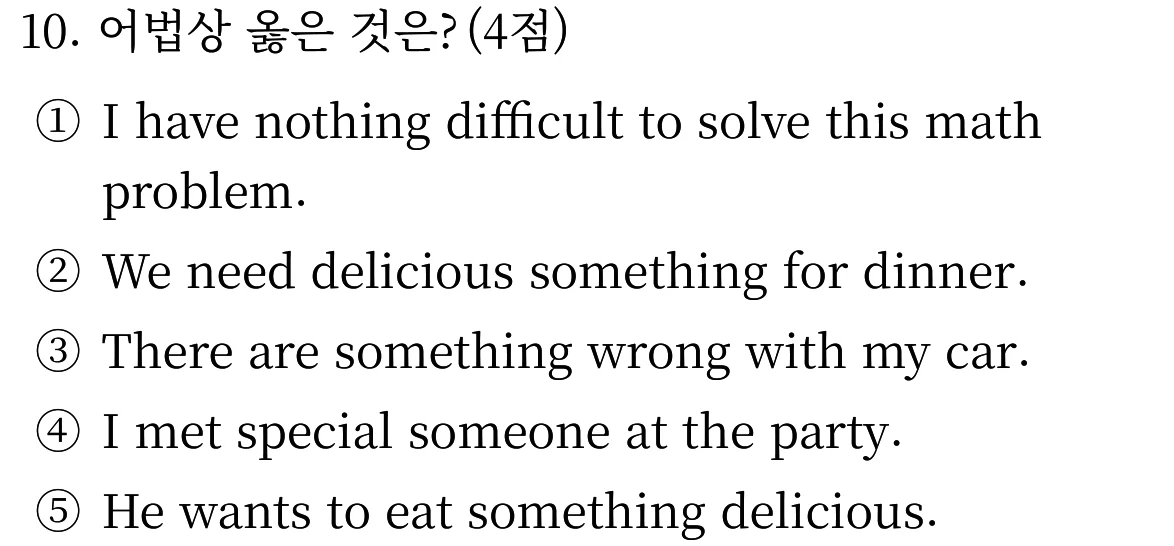 10. 어법상 옳은 것은? (4점)
① I have nothing difficult to solve this math
problem.
② We need delicious something for dinner.
③ There are something wrong with my car.
④ I met special someone at the party.
⑤ He wants to eat something delicious.